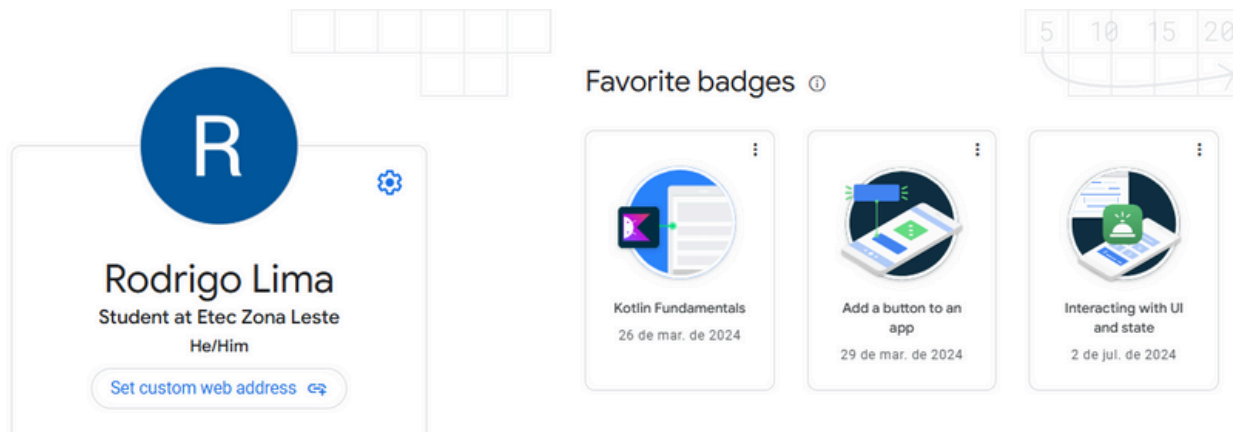 R
Rodrigo Lima
Student at Etec Zona Leste
He/Him
Set custom web address
5 10 15 20
Favorite badges
Kotlin Fundamentals
26 de mar. de 2024
Add a button to an
app
29 de mar. de 2024
Interacting with UI
and state
2 de jul. de 2024